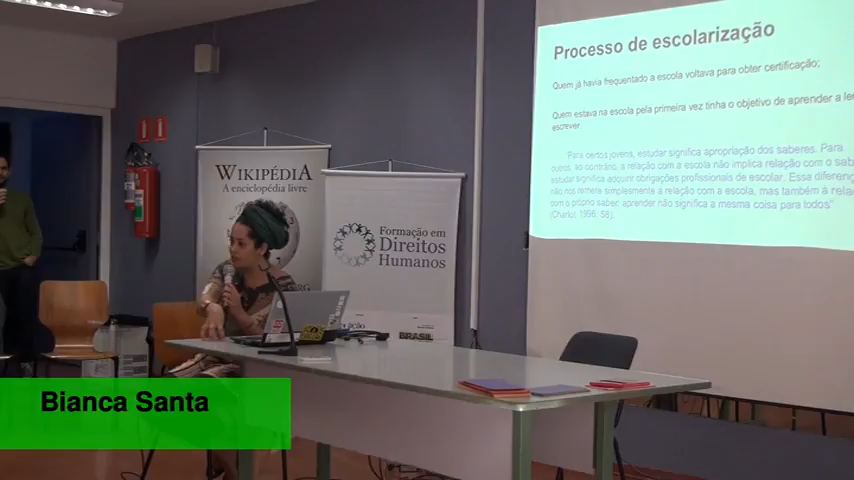 Processo de escolarização
Quem já havia frequentado a escola voltava para obter certificação;
Quem estava na escola pela primeira vez tinha o objetivo de aprender a ler
escrever.
"Para certos jovens, estudar significa apropriação dos saberes. Para
outros, ao contrário, a relação com a escola não implica relação com o sab
estudar significa adquirir obrigações profissionais de escolar. Essa diferenç
não nos remete simplesmente à relação com a escola, mas também à rela
com o próprio saber: aprender não significa a mesma coisa para todos"
(Charlot, 1996: 58).
WIKIPÉDIA
A enciclopédia livre
Formação em
Direitos
Humanos
BRASIL
Bianca Santa